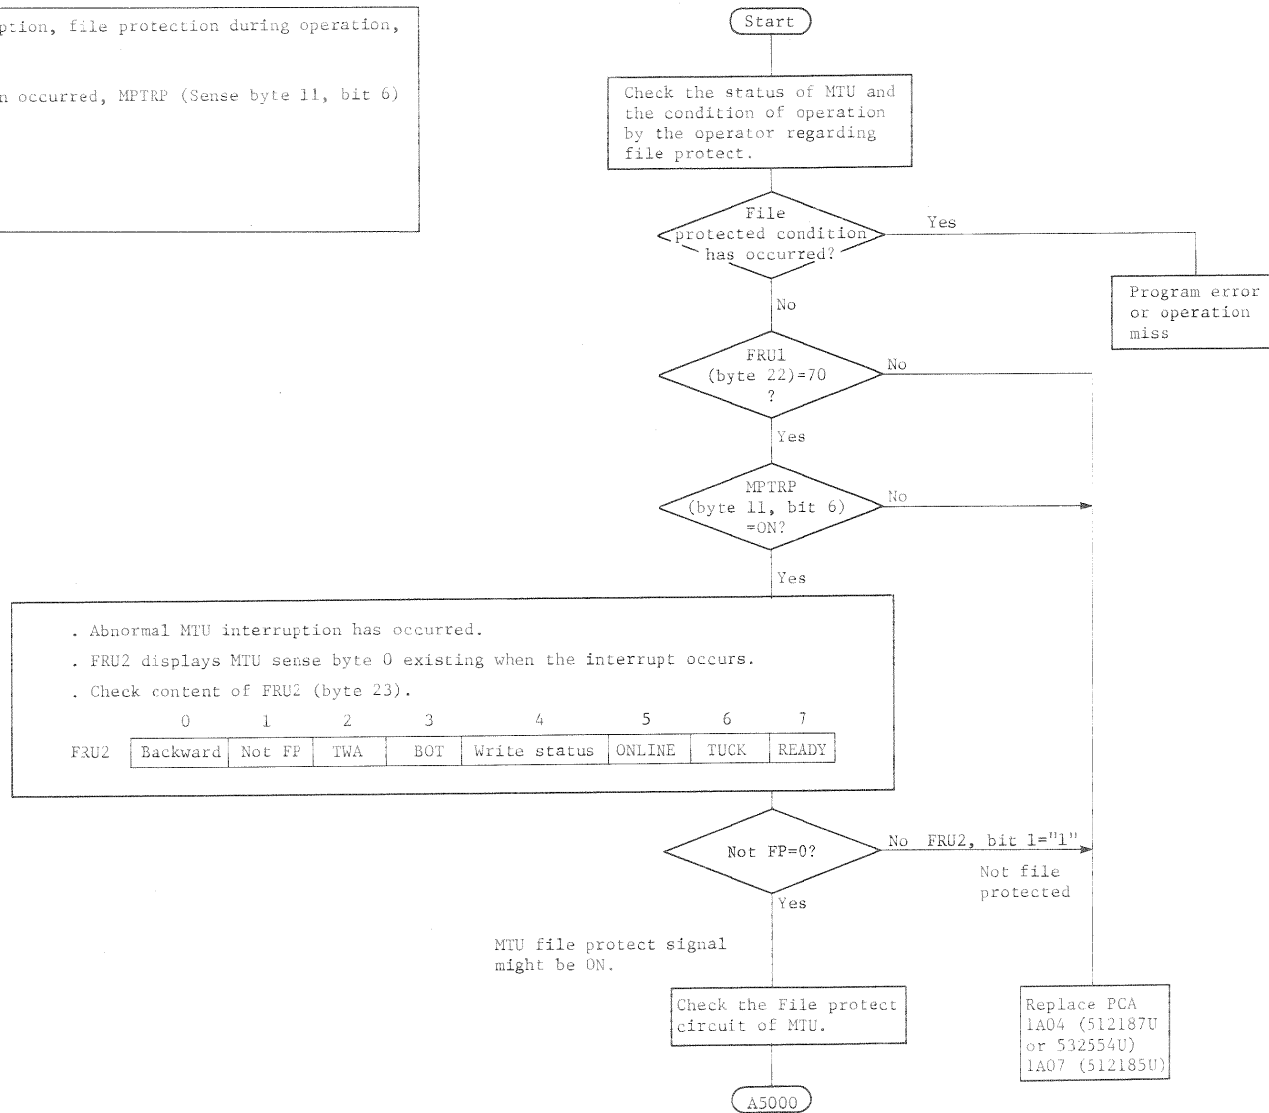 ption, file protection during operation,
n occurred, MPTRP (Sense byte 11, bit 6)
Start
Check the status of MTU and
the condition of operation
by the operator regarding
file protect.
File
protected condition
has occurred?
Yes
No
Program error
or operation
miss
FRU1
(byte 22)=70
?
No
Yes
MPTRP
(byte 11, bit 6)
=ON?
No
Yes
. Abnormal MTU interruption has occurred.
. FRU2 displays MTU sense byte 0 existing when the interrupt occurs.
. Check content of FRU2 (byte 23).
0 1 2 3 4 5 6 7
FRU2 Backward Not FP TWA BOT Write status ONLINE TUCK READY
Not FP=0?
No FRU2, bit 1="1"
Not file
protected
Yes
MTU file protect signal
might be ON.
Check the File protect
circuit of MTU.
Replace PCA
1A04 (512187U
or 532554U)
1A07 (512185U)
A5000